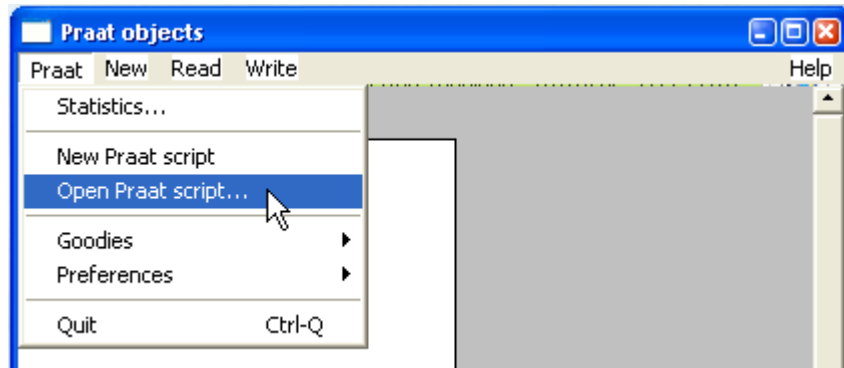 Praat objects
Praat New Read Write Help
Statistics...
New Praat script
Open Praat script...
Goodies
Preferences
Quit Ctrl-Q